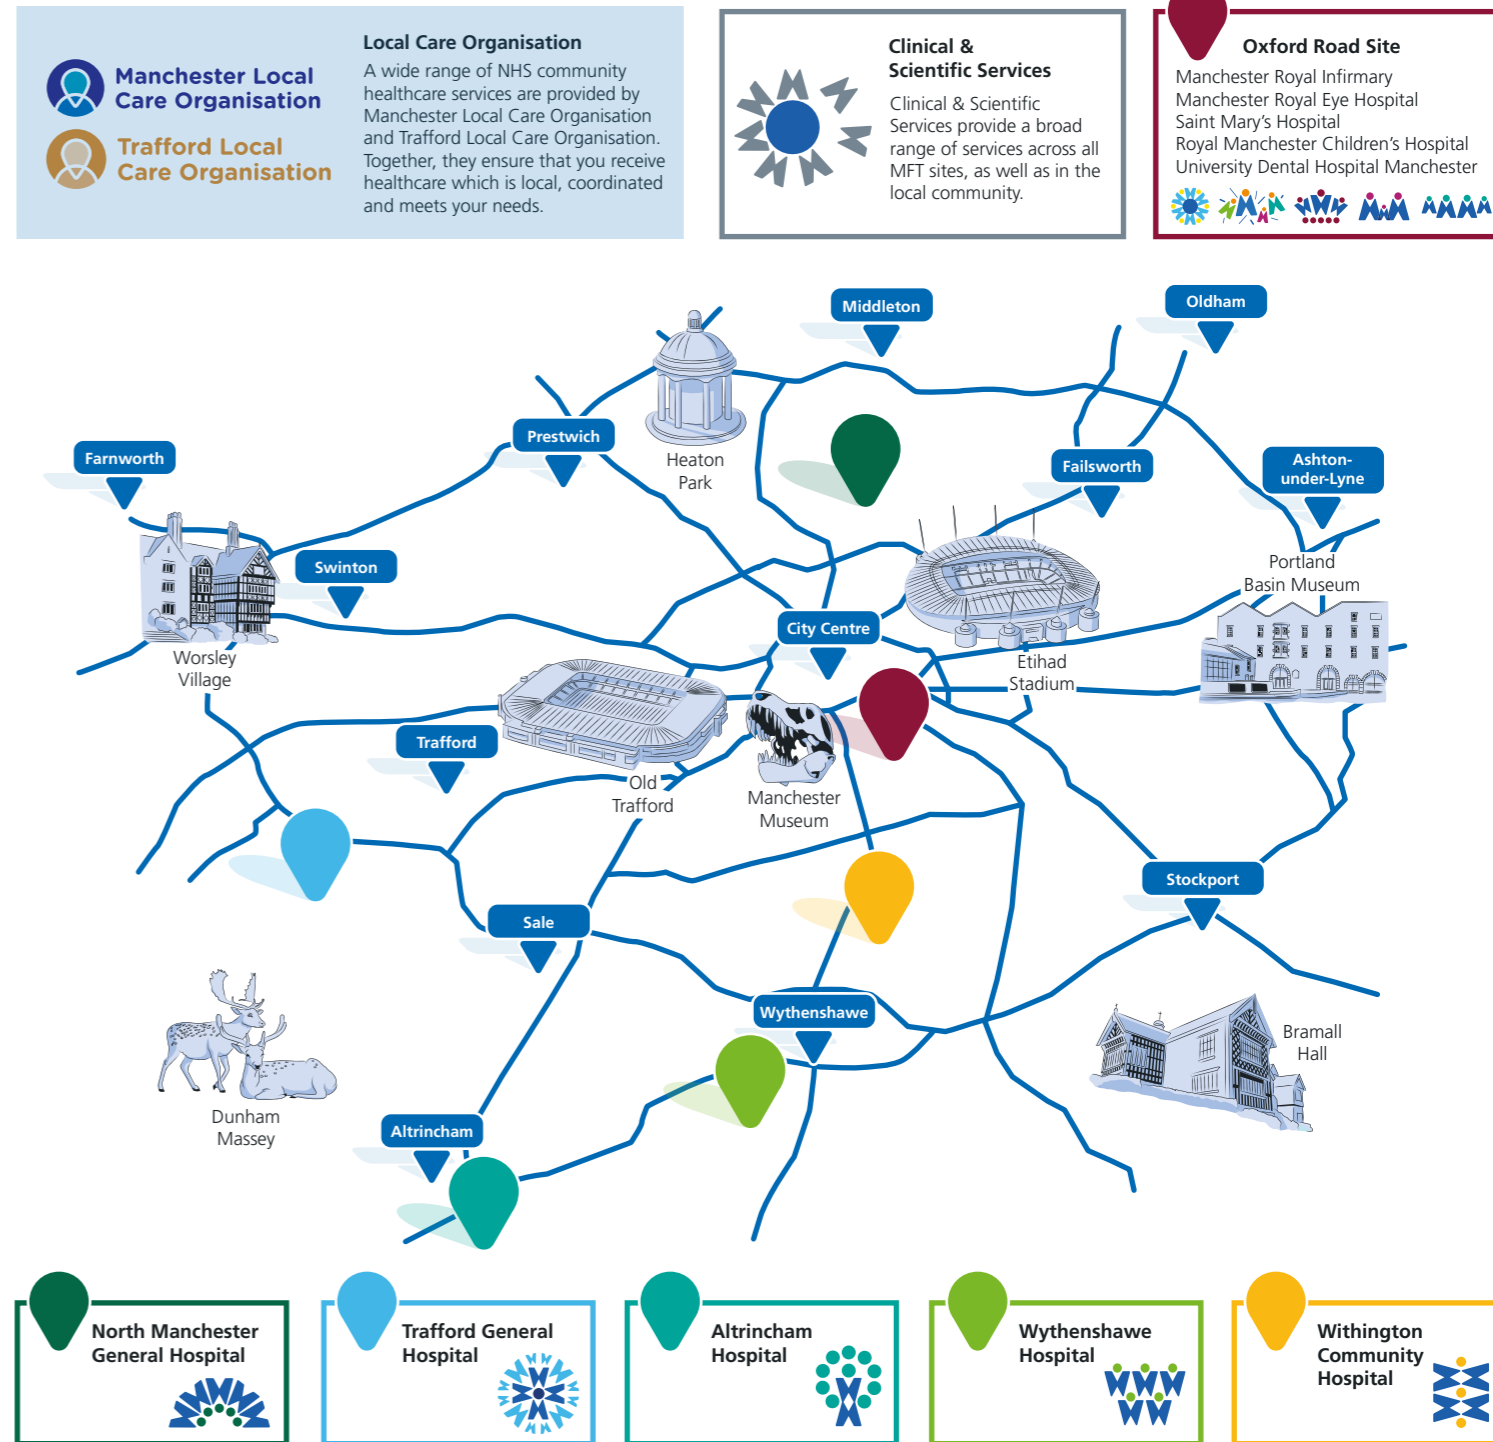 Manchester Local
Care Organisation
Trafford Local
Care Organisation
Local Care Organisation
A wide range of NHS community
healthcare services are provided by
Manchester Local Care Organisation
and Trafford Local Care Organisation.
Together, they ensure that you receive
healthcare which is local, coordinated
and meets your needs.
Clinical &
Scientific Services
Clinical & Scientific
Services provide a broad
range of services across all
MFT sites, as well as in the
local community.
Oxford Road Site
Manchester Royal Infirmary
Manchester Royal Eye Hospital
Saint Mary's Hospital
Royal Manchester Children's Hospital
University Dental Hospital Manchester
Middleton
Oldham
Prestwich
Heaton
Park
Farnworth
Failsworth
Ashton-
under-Lyne
Swinton
Portland
Basin Museum
City Centre
Worsley
Village
Etihad
Stadium
Trafford
Old
Trafford
Manchester
Museum
Stockport
Sale
Wythenshawe
Bramall
Hall
Dunham
Massey
Altrincham
North Manchester
General Hospital
Trafford General
Hospital
Altrincham
Hospital
Wythenshawe
Hospital
Withington
Community
Hospital